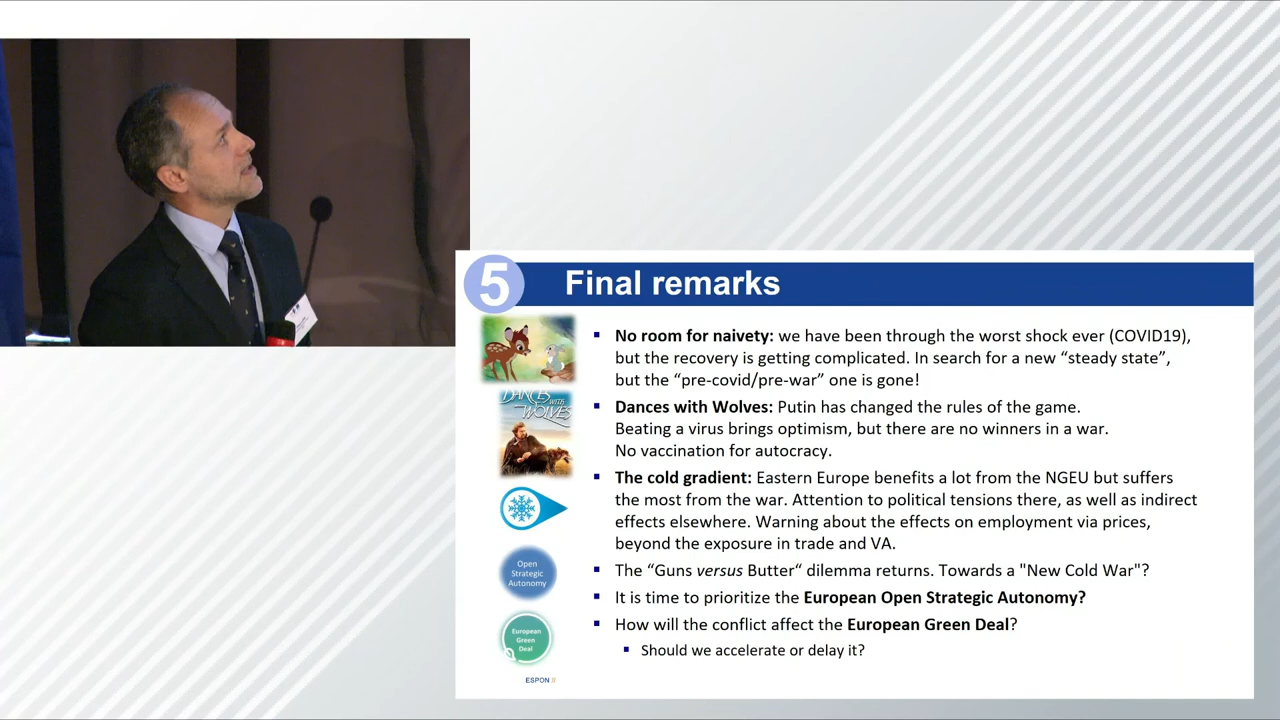 5
Final remarks
No room for naivety: we have been through the worst shock ever (COVID19),
but the recovery is getting complicated. In search for a new “steady state”,
but the “pre-covid/pre-war” one is gone!
DANCES WITH
WOLVES
Dances with Wolves: Putin has changed the rules of the game.
Beating a virus brings optimism, but there are no winners in a war.
No vaccination for autocracy.
The cold gradient: Eastern Europe benefits a lot from the NGEU but suffers
the most from the war. Attention to political tensions there, as well as indirect
effects elsewhere. Warning about the effects on employment via prices,
beyond the exposure in trade and VA.
Open
Strategic
Autonomy
The “Guns versus Butter“ dilemma returns. Towards a "New Cold War"?
It is time to prioritize the European Open Strategic Autonomy?
European
Green
Deal
How will the conflict affect the European Green Deal?
Should we accelerate or delay it?
ESPON //